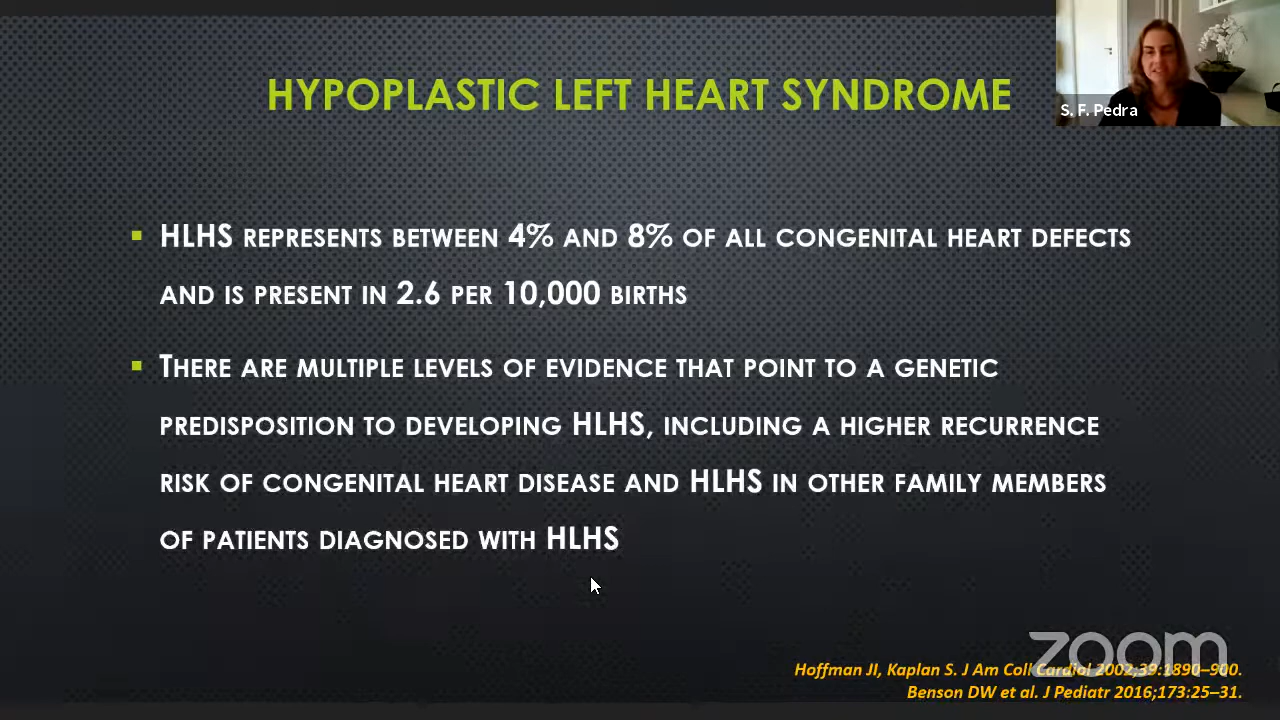 HYPOPLASTIC LEFT HEART SYNDROME
S. F. Pedra
HLHS REPRESENTS BETWEEN 4% AND 8% OF ALL CONGENITAL HEART DEFECTS
AND IS PRESENT IN 2.6 PER 10,000 BIRTHS
THERE ARE MULTIPLE LEVELS OF EVIDENCE THAT POINT TO A GENETIC
PREDISPOSITION TO DEVELOPING HLHS, INCLUDING A HIGHER RECURRENCE
RISK OF CONGENITAL HEART DISEASE AND HLHS IN OTHER FAMILY MEMBERS
OF PATIENTS DIAGNOSED WITH HLHS
zoom
Hoffman JI, Kaplan S. J Am Coll Cardiol 2002;39:1890–900.
Benson DW et al. J Pediatr 2016;173:25–31.